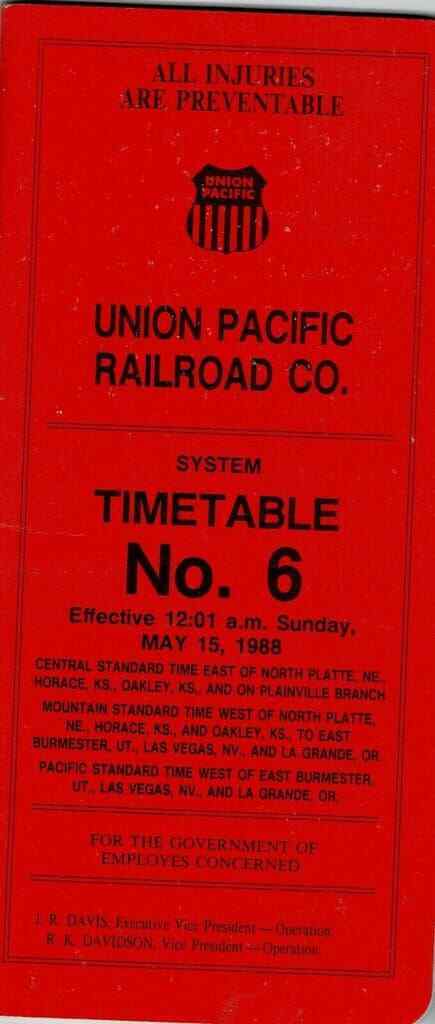 ALL INJURIES
ARE PREVENTABLE
UNION
PACIFIC
UNION PACIFIC
RAILROAD CO.
SYSTEM
TIMETABLE
No. 6
Effective 12:01 a.m. Sunday,
MAY 15, 1988
CENTRAL STANDARD TIME EAST OF NORTH PLATTE, NE.,
HORACE, KS., OAKLEY, KS., AND ON PLAINVILLE BRANCH
MOUNTAIN STANDARD TIME WEST OF NORTH PLATTE,
NE., HORACE, KS., AND OAKLEY, KS., TO EAST
BURMESTER, UT., LAS VEGAS, NV., AND LA GRANDE, OR.
PACIFIC STANDARD TIME WEST OF EAST BURMESTER,
UT., LAS VEGAS, NV., AND LA GRANDE, OR.
FOR THE GOVERNMENT OF
EMPLOYES CONCERNED
J. R. DAVIS, Executive Vice President — Operation
R. K. DAVIDSON, Vice President — Operation